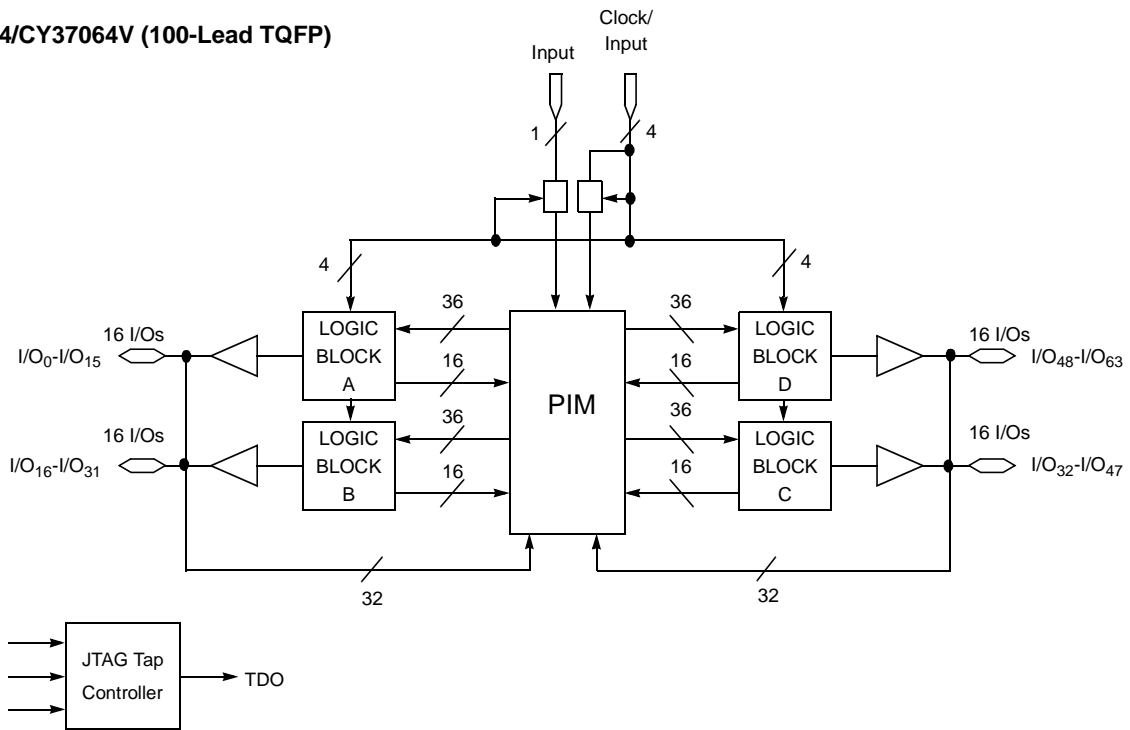 4/CY37064V (100-Lead TQFP)
Clock/
Input
Input
1
4
4
4
36
36
16 I/Os
LOGIC
BLOCK
A
LOGIC
BLOCK
D
16 I/Os
I/O0-I/O15
16
16
I/O48-I/O63
PIM
36
36
16 I/Os
LOGIC
BLOCK
B
LOGIC
BLOCK
C
16 I/Os
I/O16-I/O31
16
16
I/O32-I/O47
32
32
JTAG Tap
Controller
TDO